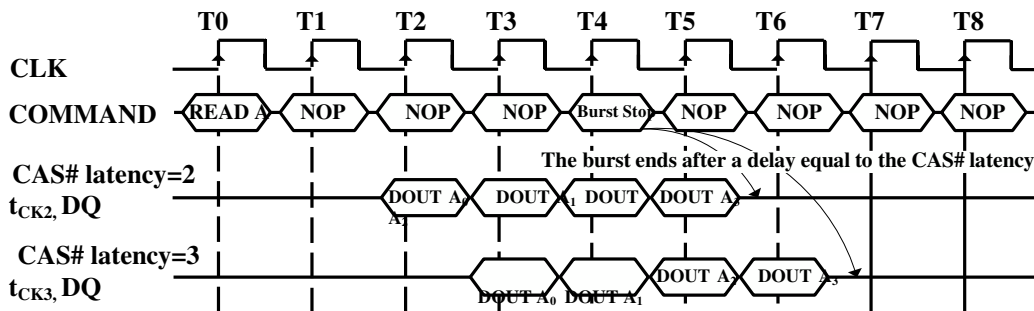 T0 T1 T2 T3 T4 T5 T6 T7 T8
CLK
COMMAND READ A NOP NOP NOP Burst Stop NOP NOP NOP NOP
The burst ends after a delay equal to the CAS# latency
CAS# latency=2
tCK2, DQ DOUT A0 DOUT A1 DOUT A2 DOUT A3
CAS# latency=3
tCK3, DQ DOUT A0 DOUT A1 DOUT A2 DOUT A3